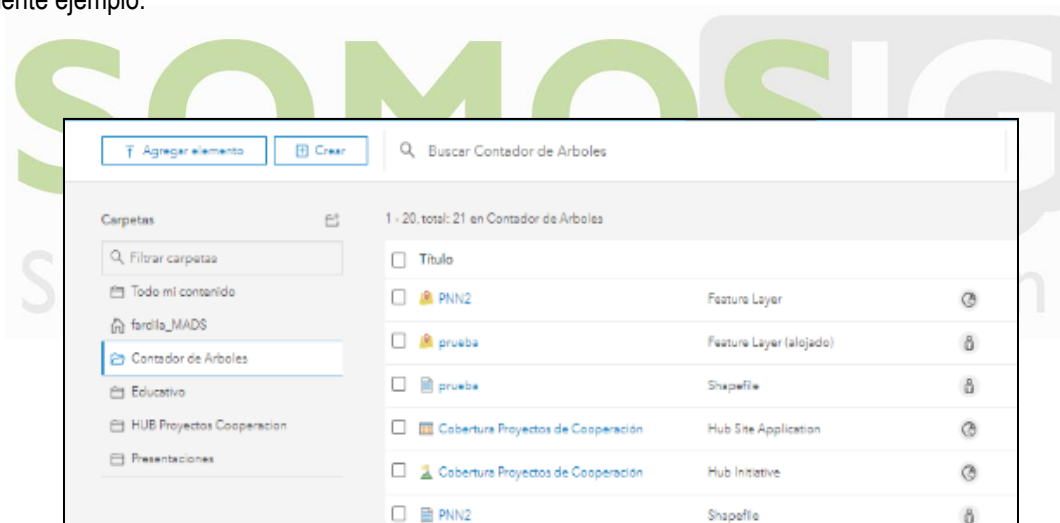 ente ejemplo:
SOMOSIG
Agregar elemento
Crear
Buscar Contador de Arboles
Carpetas
1 - 20, total: 21 en Contador de Arboles
Filtrar carpetas
Título
Todo mi contenido
PNN2 Feature Layer
fardila_MADS
prueba Feature Layer (alojado)
Contador de Arboles
prueba Shapefile
Educativo
HUB Proyectos Cooperacion
Cobertura Proyectos de Cooperación Hub Site Application
Presentaciones
Cobertura Proyectos de Cooperación Hub Initiative
PNN2 Shapefile